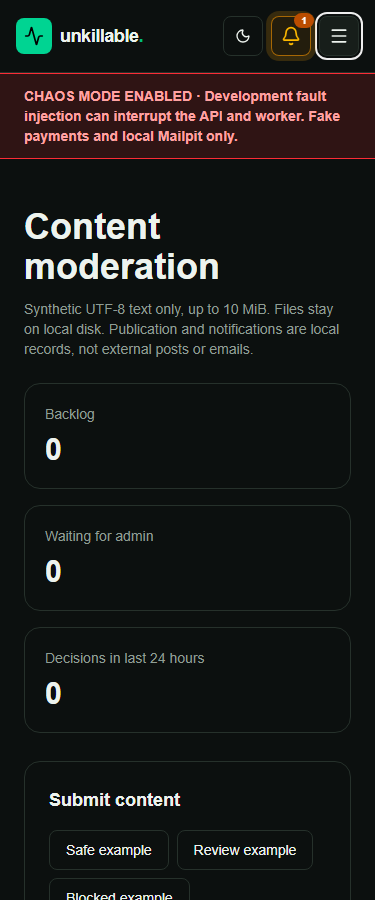 unkillable.
1
CHAOS MODE ENABLED · Development fault
injection can interrupt the API and worker. Fake
payments and local Mailpit only.
Content
moderation
Synthetic UTF-8 text only, up to 10 MiB. Files stay
on local disk. Publication and notifications are local
records, not external posts or emails.
Backlog
0
Waiting for admin
0
Decisions in last 24 hours
0
Submit content
Safe example
Review example
Blocked example